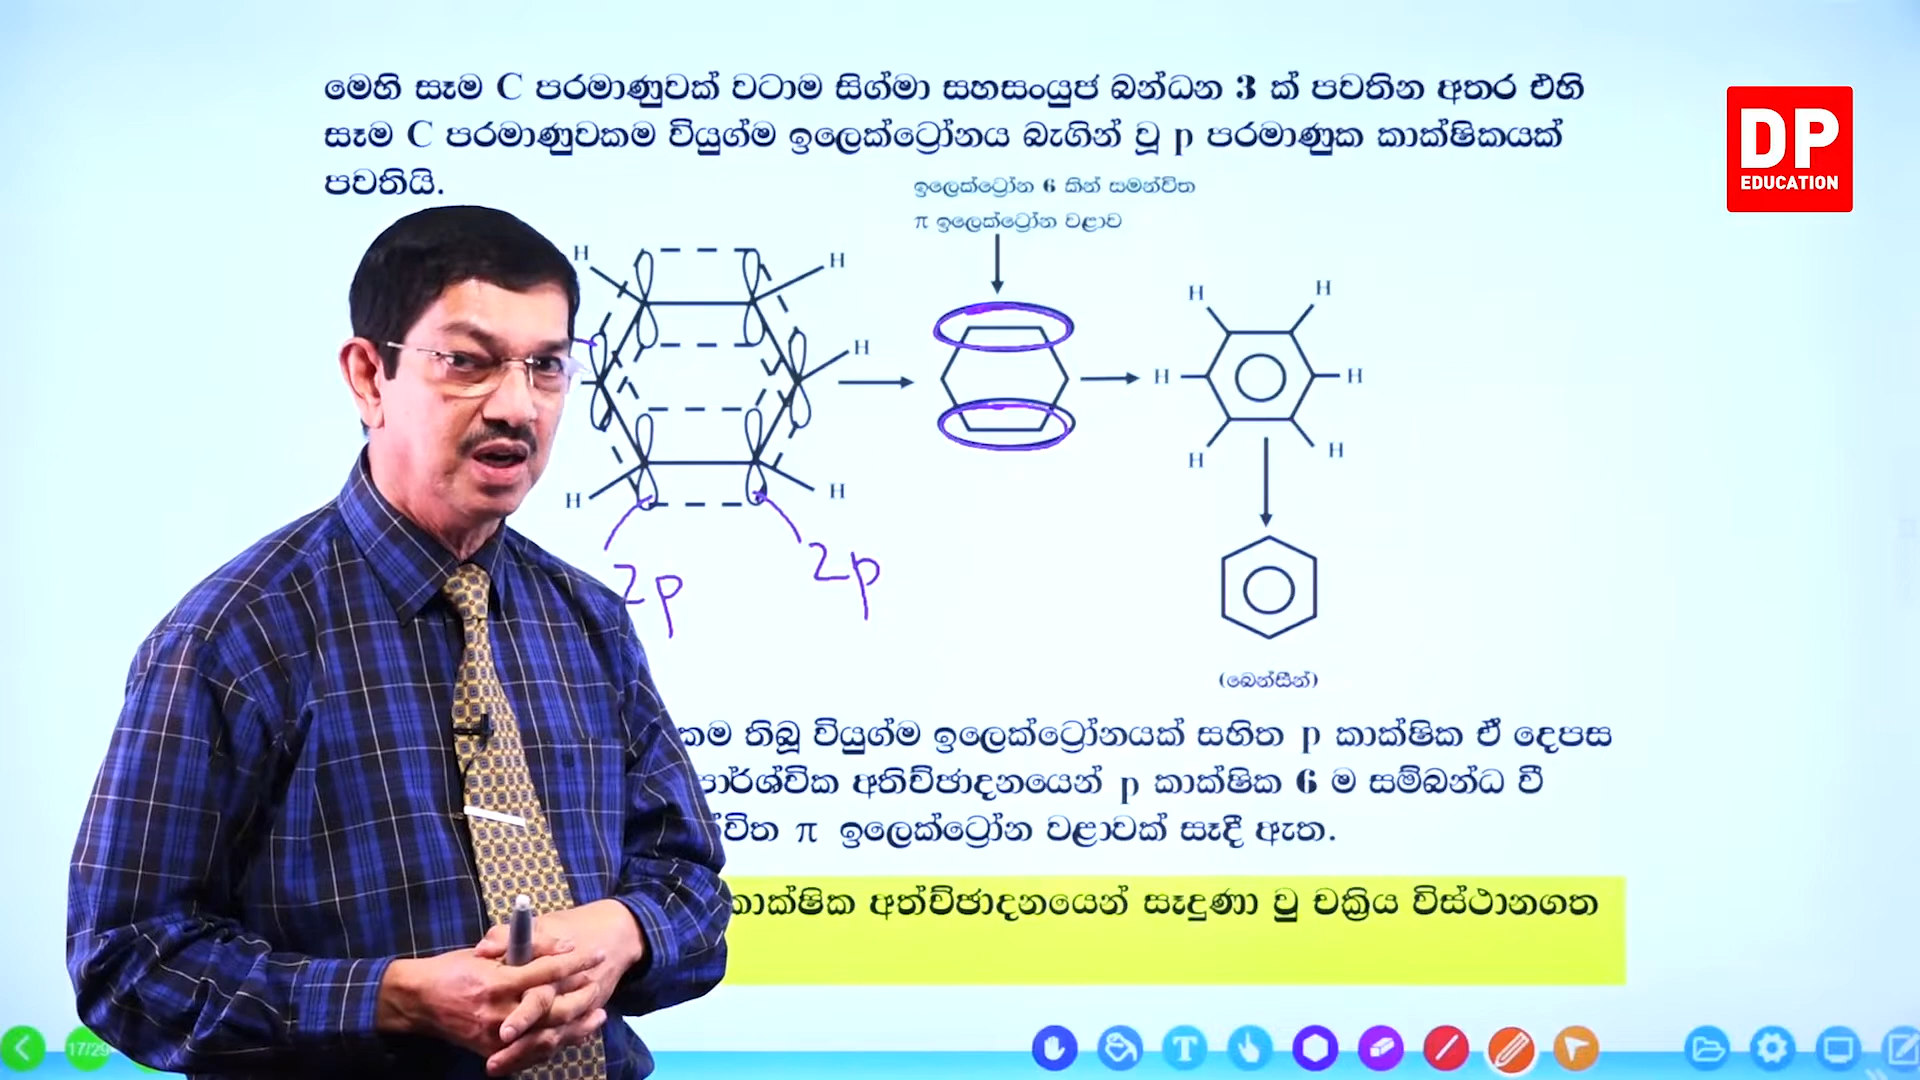 මෙහි සෑම C පරමාණුවක් වටාම සිග්මා සහසංයුජ බන්ධන 3 ක් පවතින අතර එහි
සෑම C පරමාණුවකම වියුග්ම ඉලෙක්ට්‍රෝනය බැගින් වූ p පරමාණුක කාක්ෂිකයක්
පවතියි.
DP
EDUCATION
ඉලෙක්ට්‍රෝන 6 කින් සමන්විත
π ඉලෙක්ට්‍රෝන වළාව
H H H H H
H H H H H H
2p 2p
(බෙන්සීන්)
කම තිබූ වියුග්ම ඉලෙක්ට්‍රෝනයක් සහිත p කාක්ෂික ඒ දෙපස
පාර්ශ්වික අතිච්ඡාදනයෙන් p කාක්ෂික 6 ම සම්බන්ධ වී
π ඉලෙක්ට්‍රෝන වළාවක් සෑදී ඇත.
කාක්ෂික අත්ච්ඡාදනයෙන් සෑදුණා වු චක්‍රීය විස්ථානගත
17/29